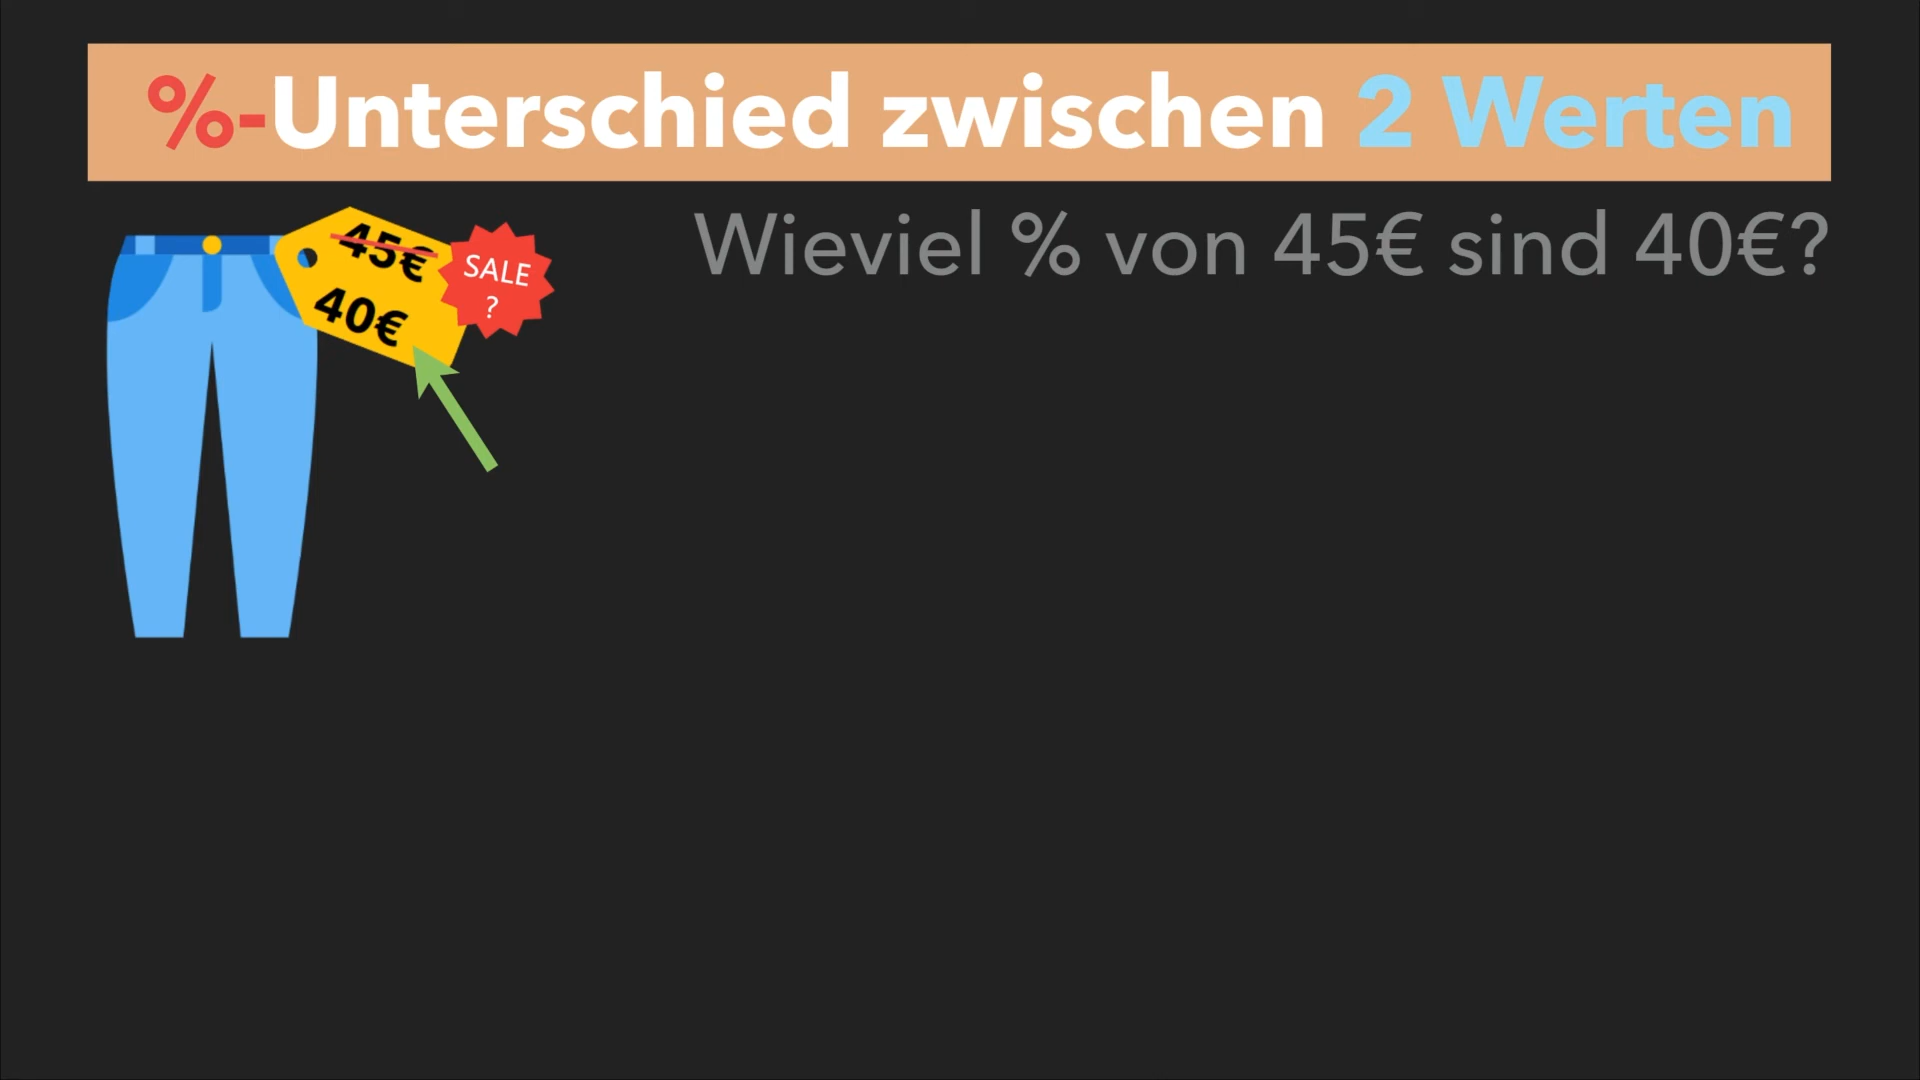 %-Unterschied zwischen 2 Werten
Wieviel % von 45€ sind 40€?
45€
SALE
?
40€